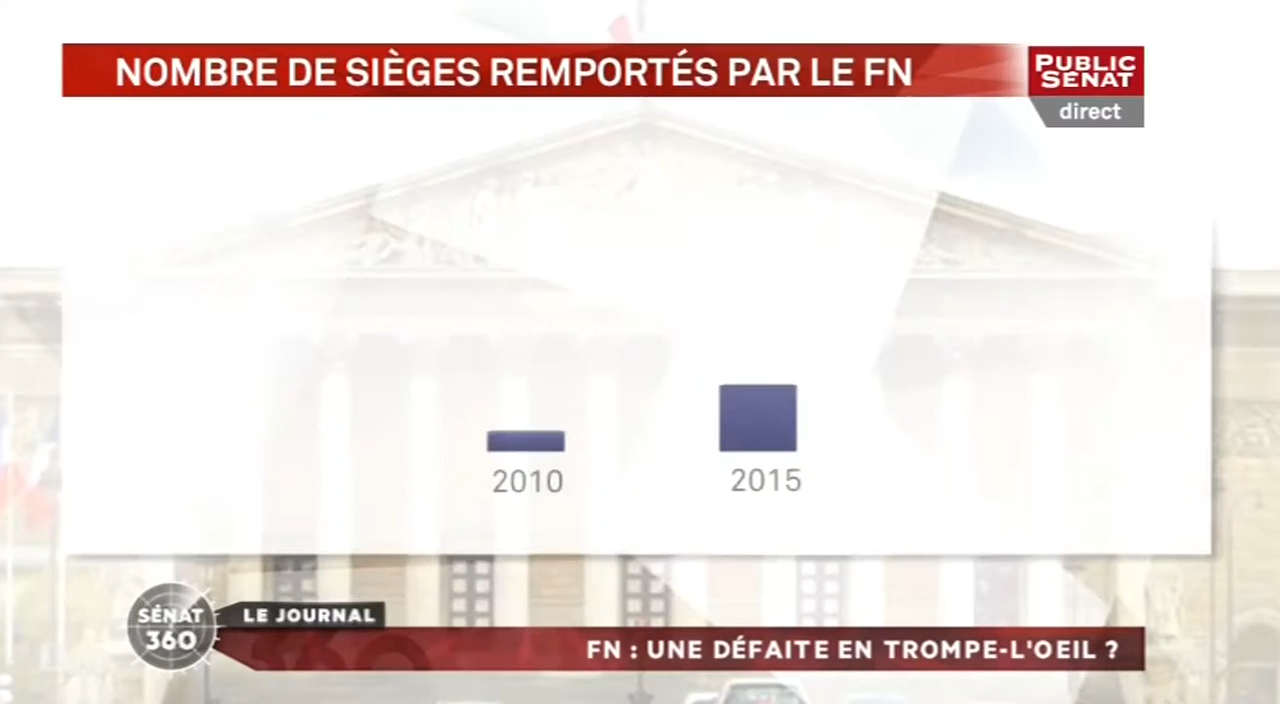 NOMBRE DE SIÈGES REMPORTÉS PAR LE FN
PUBLIC
SÉNAT
direct
2010
2015
SÉNAT
360
LE JOURNAL
FN : UNE DÉFAITE EN TROMPE-L'OEIL ?